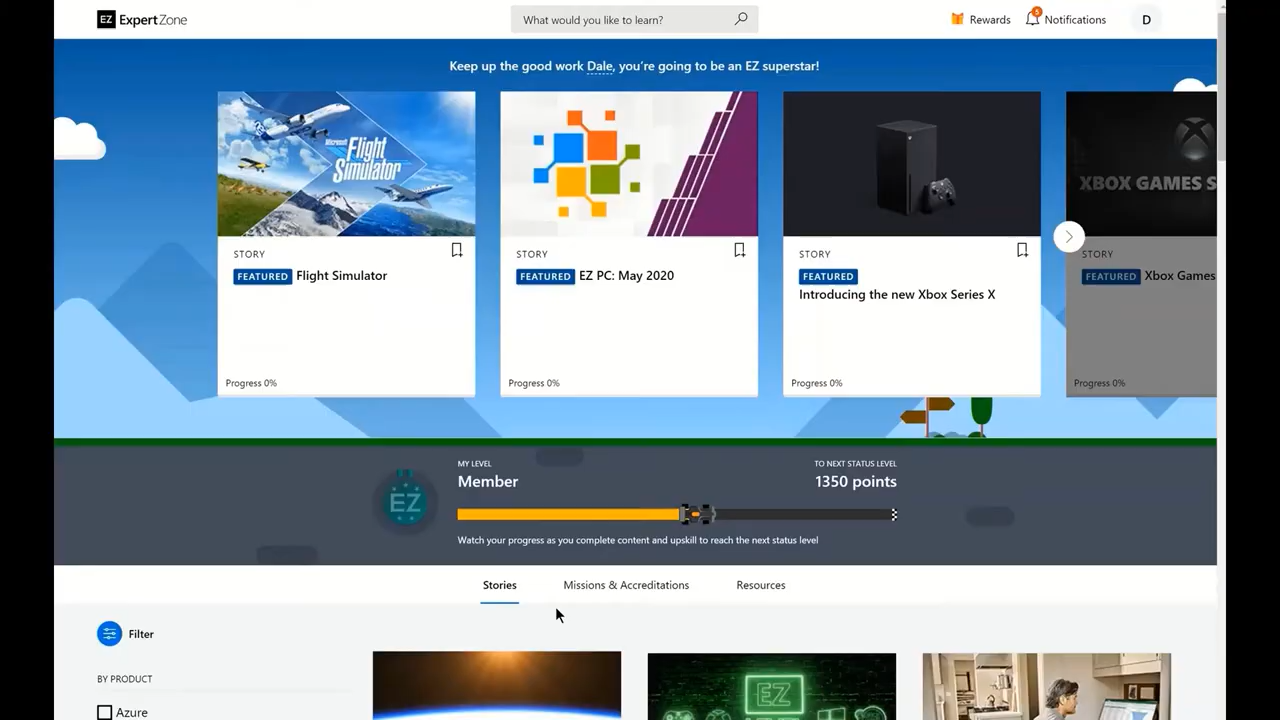 EZ ExpertZone
What would you like to learn?
Rewards
5
Notifications
D
Keep up the good work Dale, you're going to be an EZ superstar!
Microsoft
Flight
Simulator
XBOX GAMES S
STORY
FEATURED Flight Simulator
Progress 0%
STORY
FEATURED EZ PC: May 2020
Progress 0%
STORY
FEATURED
Introducing the new Xbox Series X
Progress 0%
STORY
FEATURED Xbox Games
Progress 0%
EZ
MY LEVEL
Member
TO NEXT STATUS LEVEL
1350 points
Watch your progress as you complete content and upskill to reach the next status level
Stories
Missions & Accreditations
Resources
Filter
BY PRODUCT
Azure
EZ